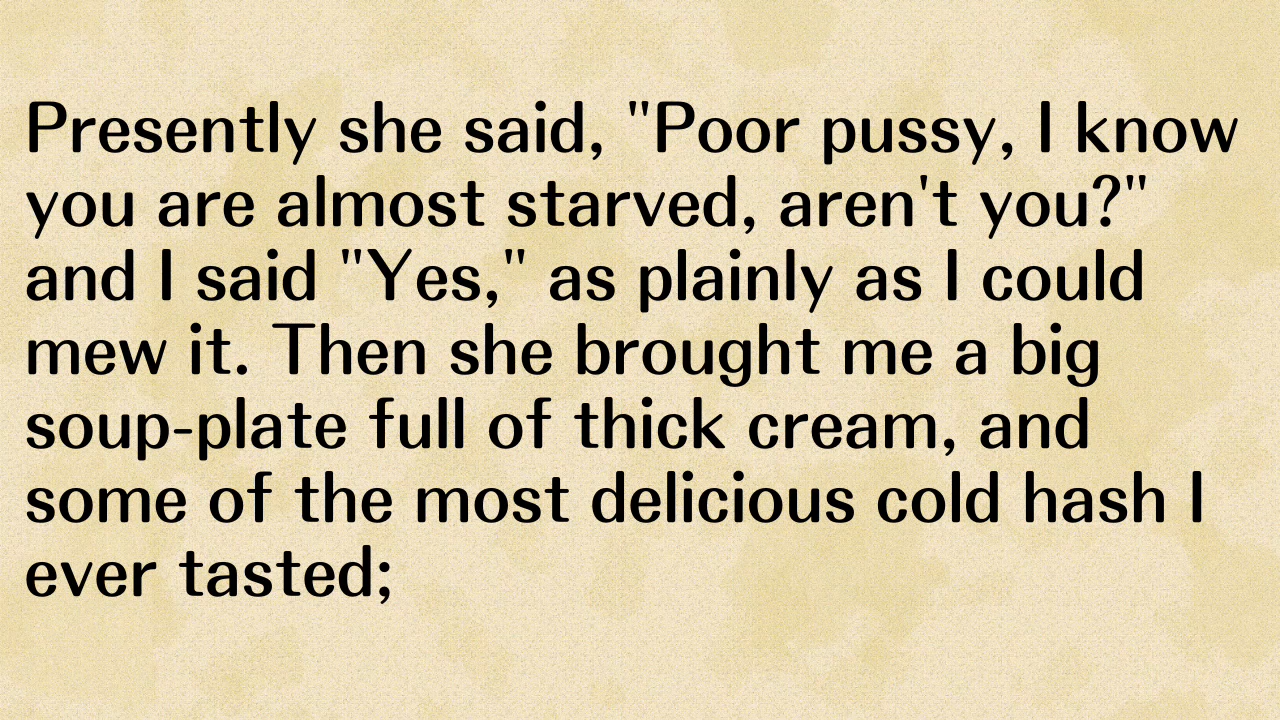 Presently she said, "Poor pussy, I know
you are almost starved, aren't you?"
and I said "Yes," as plainly as I could
mew it. Then she brought me a big
soup-plate full of thick cream, and
some of the most delicious cold hash I
ever tasted;